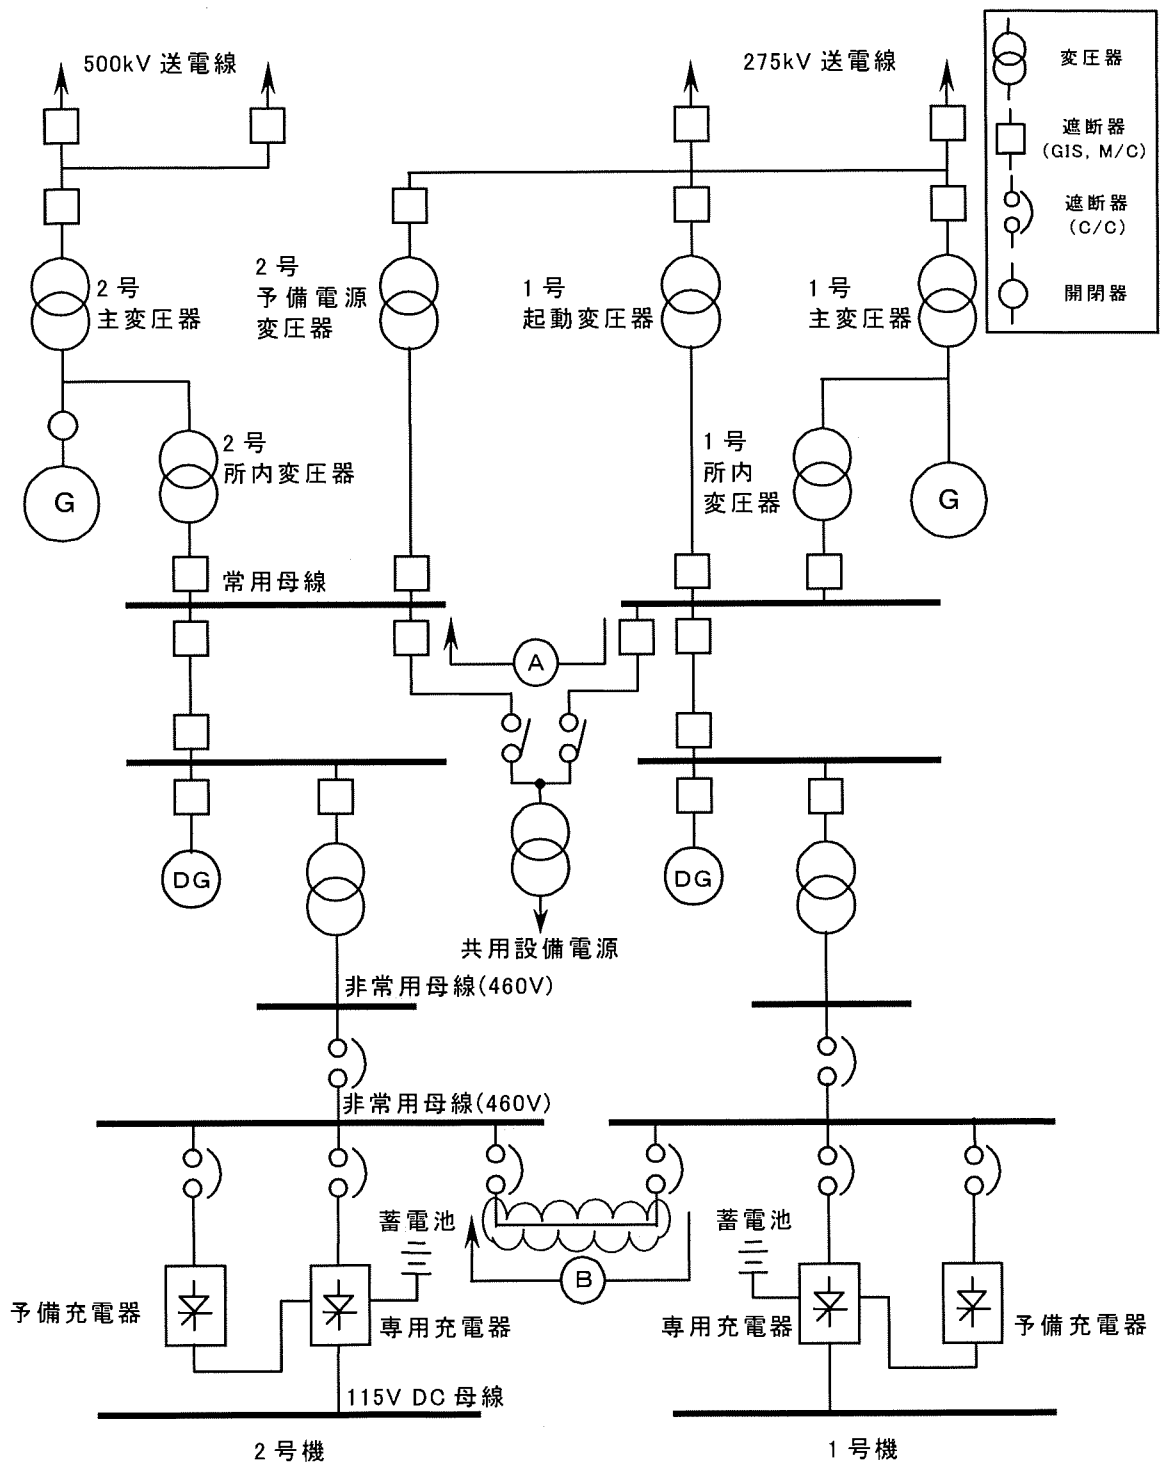 500kV 送電線
275kV 送電線
変圧器
遮断器
(GIS, M/C)
遮断器
(C/C)
開閉器
2号
主変圧器
2号
予備電源
変圧器
1号
起動変圧器
1号
主変圧器
2号
所内変圧器
1号
所内
変圧器
G
G
常用母線
A
DG
DG
共用設備電源
非常用母線(460V)
非常用母線(460V)
蓄電池
蓄電池
B
予備充電器
専用充電器
専用充電器
予備充電器
115V DC 母線
2号機
1号機